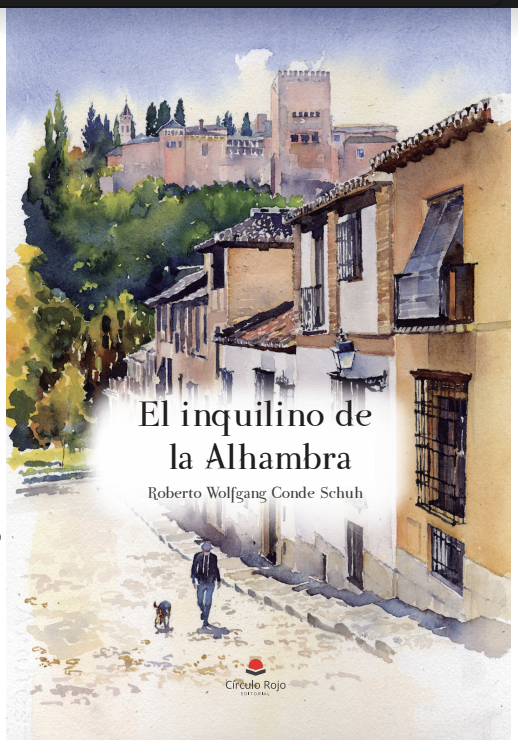 El inquilino de
la Alhambra
Roberto Wolfgang Conde Schuh
Círculo Rojo
EDITORIAL